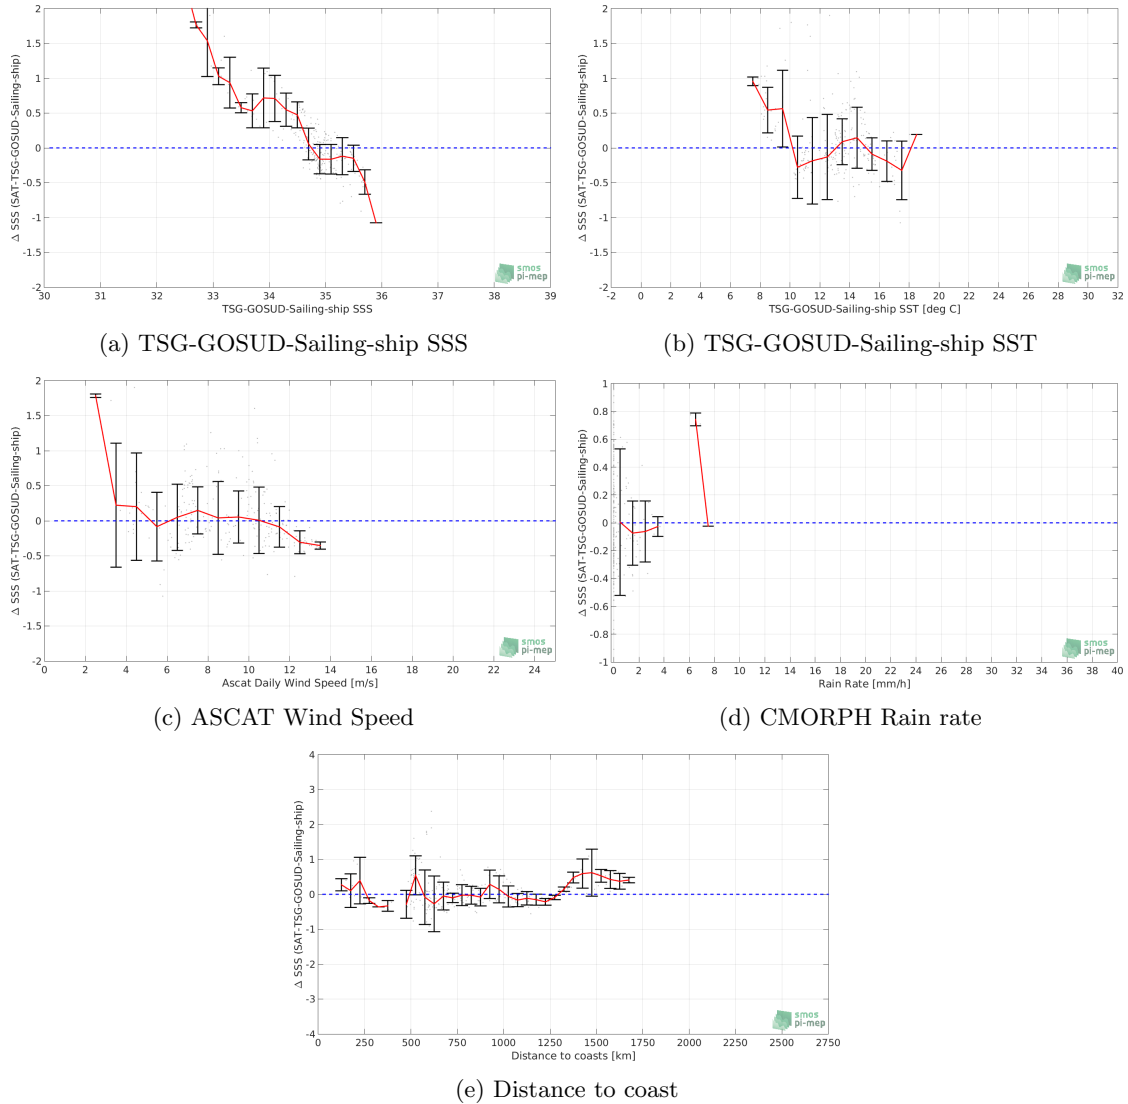 2
1.5
1
0.5
0
-0.5
-1
-1.5
-2
Δ SSS (SAT-TSG-GOSUD-Sailing-ship)
30 31 32 33 34 35 36 37 38 39
TSG-GOSUD-Sailing-ship SSS
smos
pi-mep
(a) TSG-GOSUD-Sailing-ship SSS
2
1.5
1
0.5
0
-0.5
-1
-1.5
-2
Δ SSS (SAT-TSG-GOSUD-Sailing-ship)
-2 0 2 4 6 8 10 12 14 16 18 20 22 24 26 28 30 32
TSG-GOSUD-Sailing-ship SST [deg C]
smos
pi-mep
(b) TSG-GOSUD-Sailing-ship SST
2
1.5
1
0.5
0
-0.5
-1
-1.5
-2
Δ SSS (SAT-TSG-GOSUD-Sailing-ship)
0 2 4 6 8 10 12 14 16 18 20 22 24
Ascat Daily Wind Speed [m/s]
smos
pi-mep
(c) ASCAT Wind Speed
1
0.8
0.6
0.4
0.2
0
-0.2
-0.4
-0.6
-0.8
-1
Δ SSS (SAT-TSG-GOSUD-Sailing-ship)
0 2 4 6 8 10 12 14 16 18 20 22 24 26 28 30 32 34 36 38 40
Rain Rate [mm/h]
smos
pi-mep
(d) CMORPH Rain rate
4
3
2
1
0
-1
-2
-3
-4
Δ SSS (SAT-TSG-GOSUD-Sailing-ship)
0 250 500 750 1000 1250 1500 1750 2000 2250 2500 2750
Distance to coasts [km]
smos
pi-mep
(e) Distance to coast